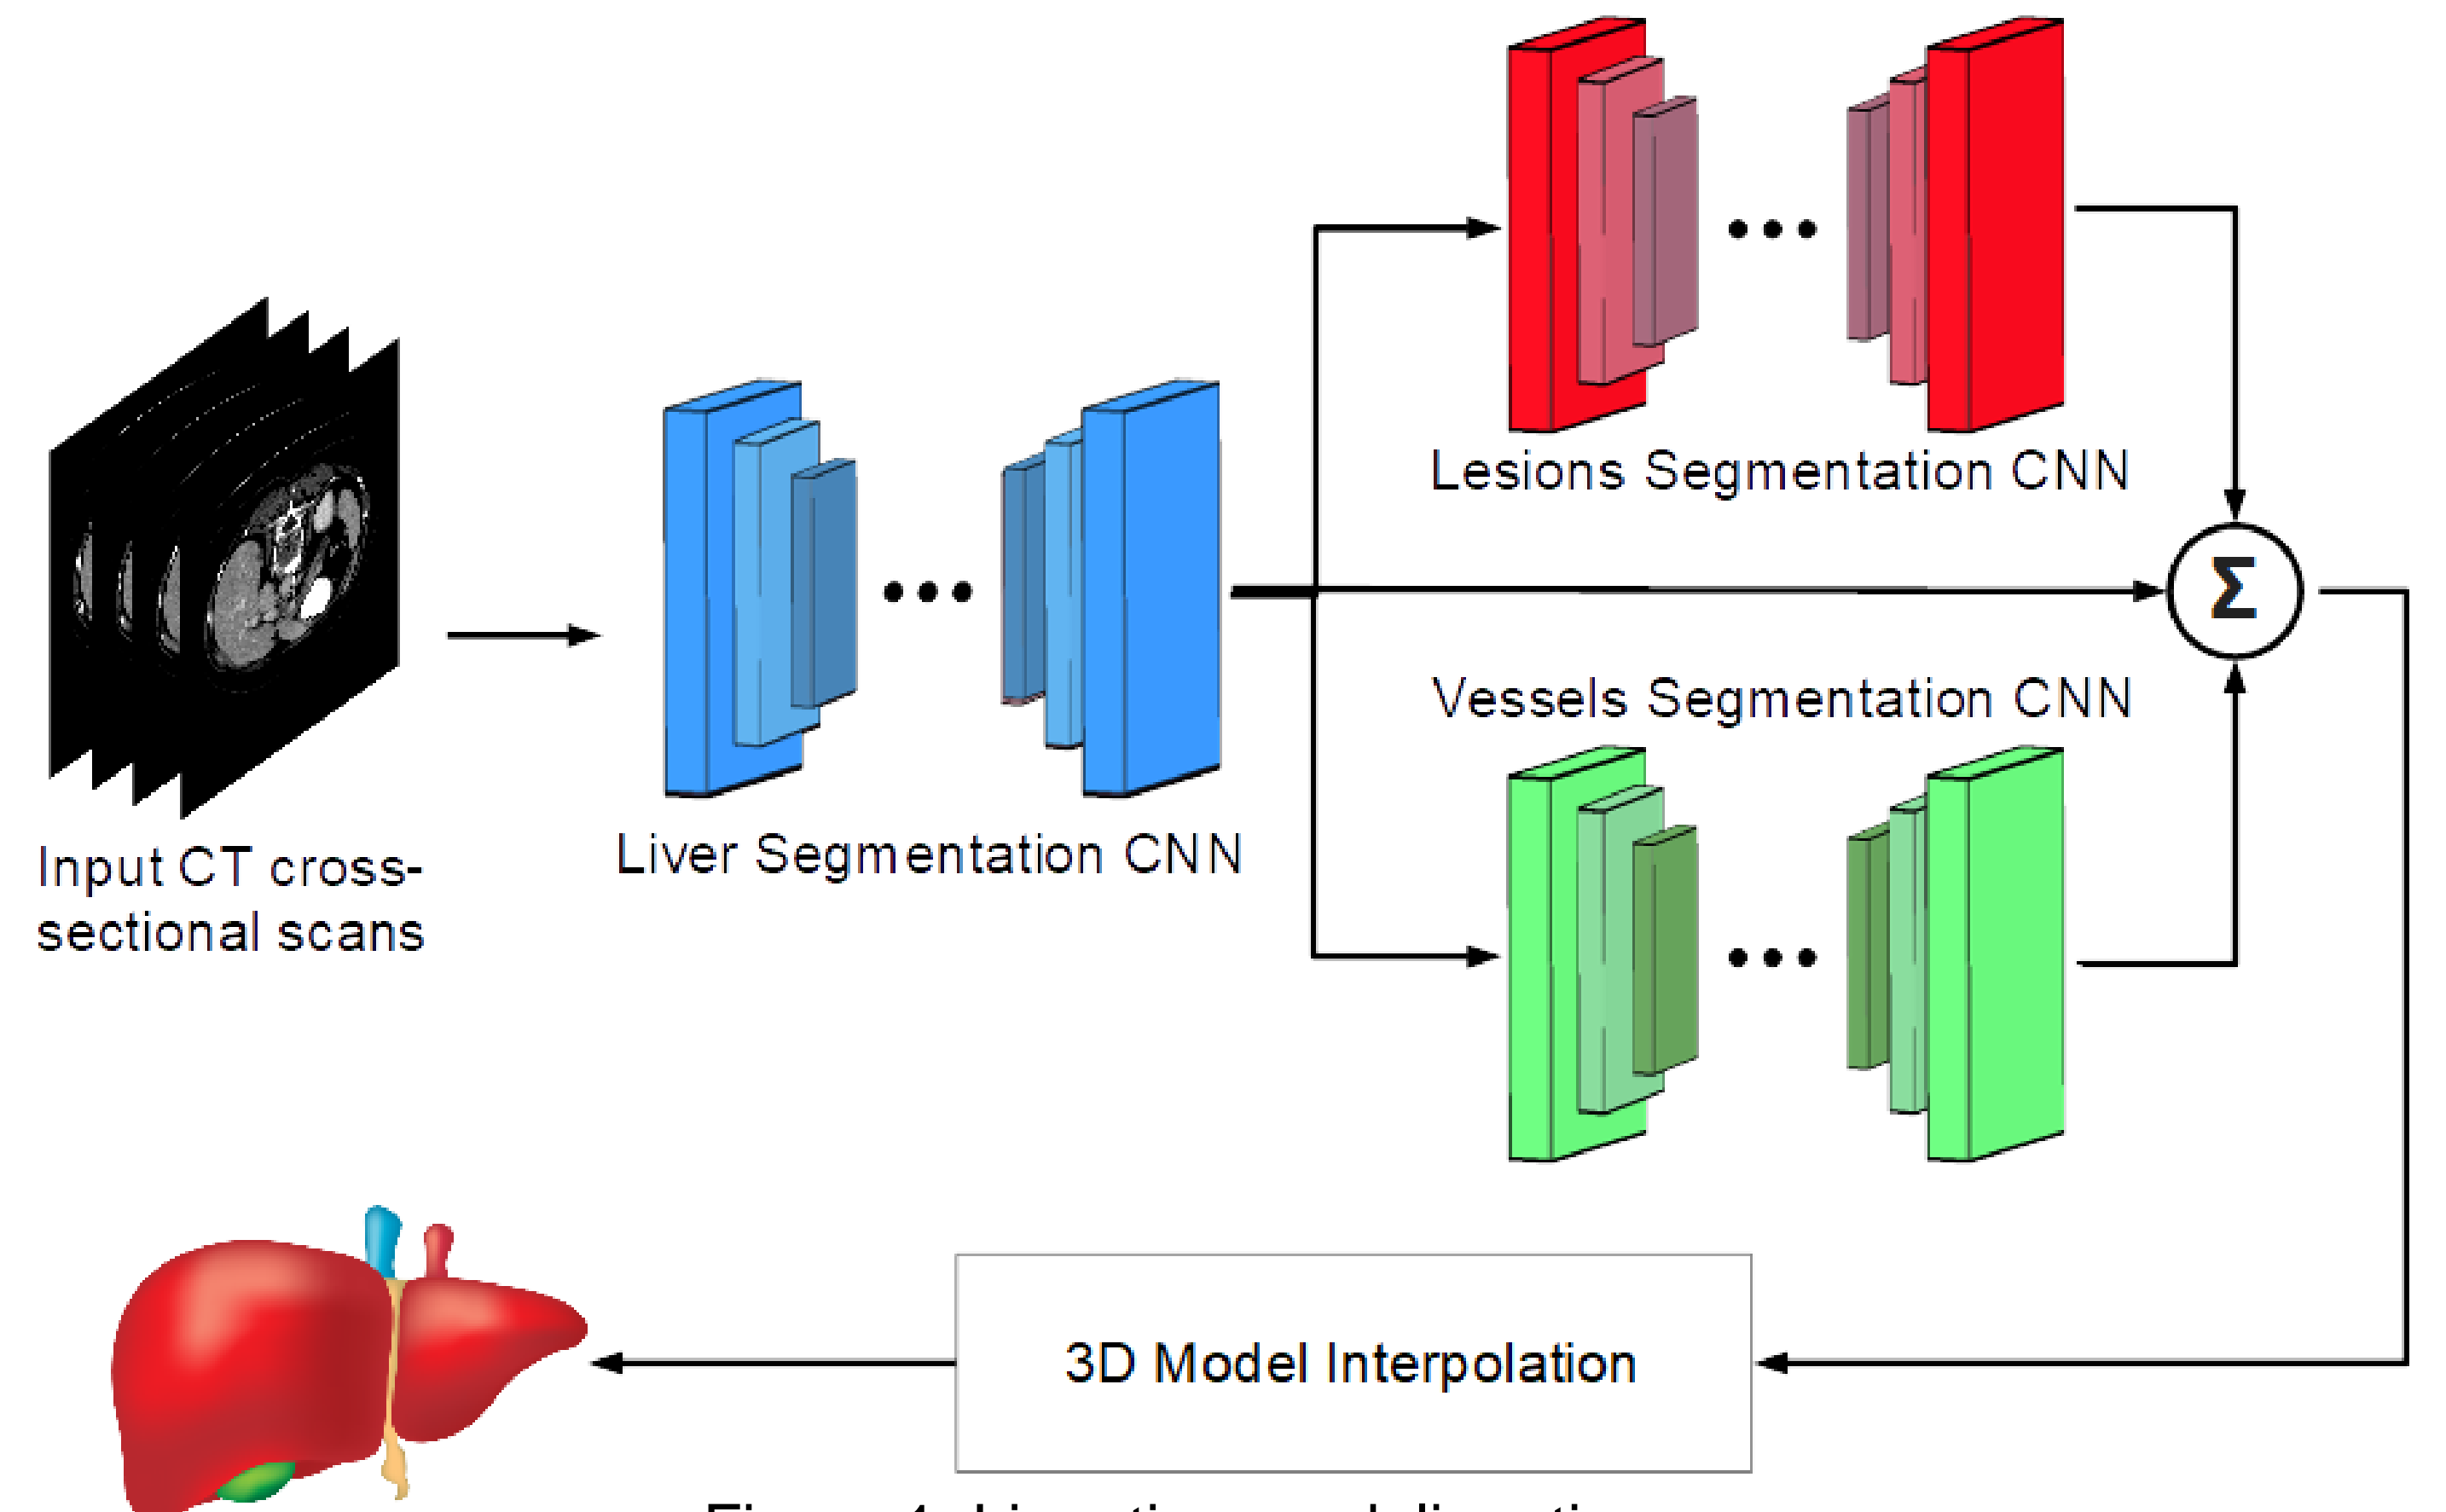 Lesions Segmentation CNN
Σ
Vessels Segmentation CNN
Input CT cross-
sectional scans
Liver Segmentation CNN
3D Model Interpolation